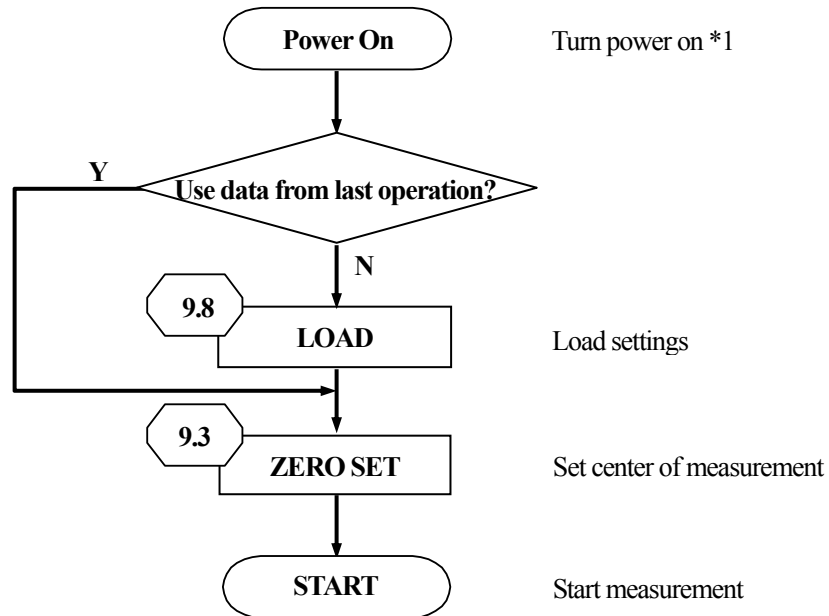 Power On
Turn power on *1
Y
Use data from last operation?
N
9.8
LOAD
Load settings
9.3
ZERO SET
Set center of measurement
START
Start measurement